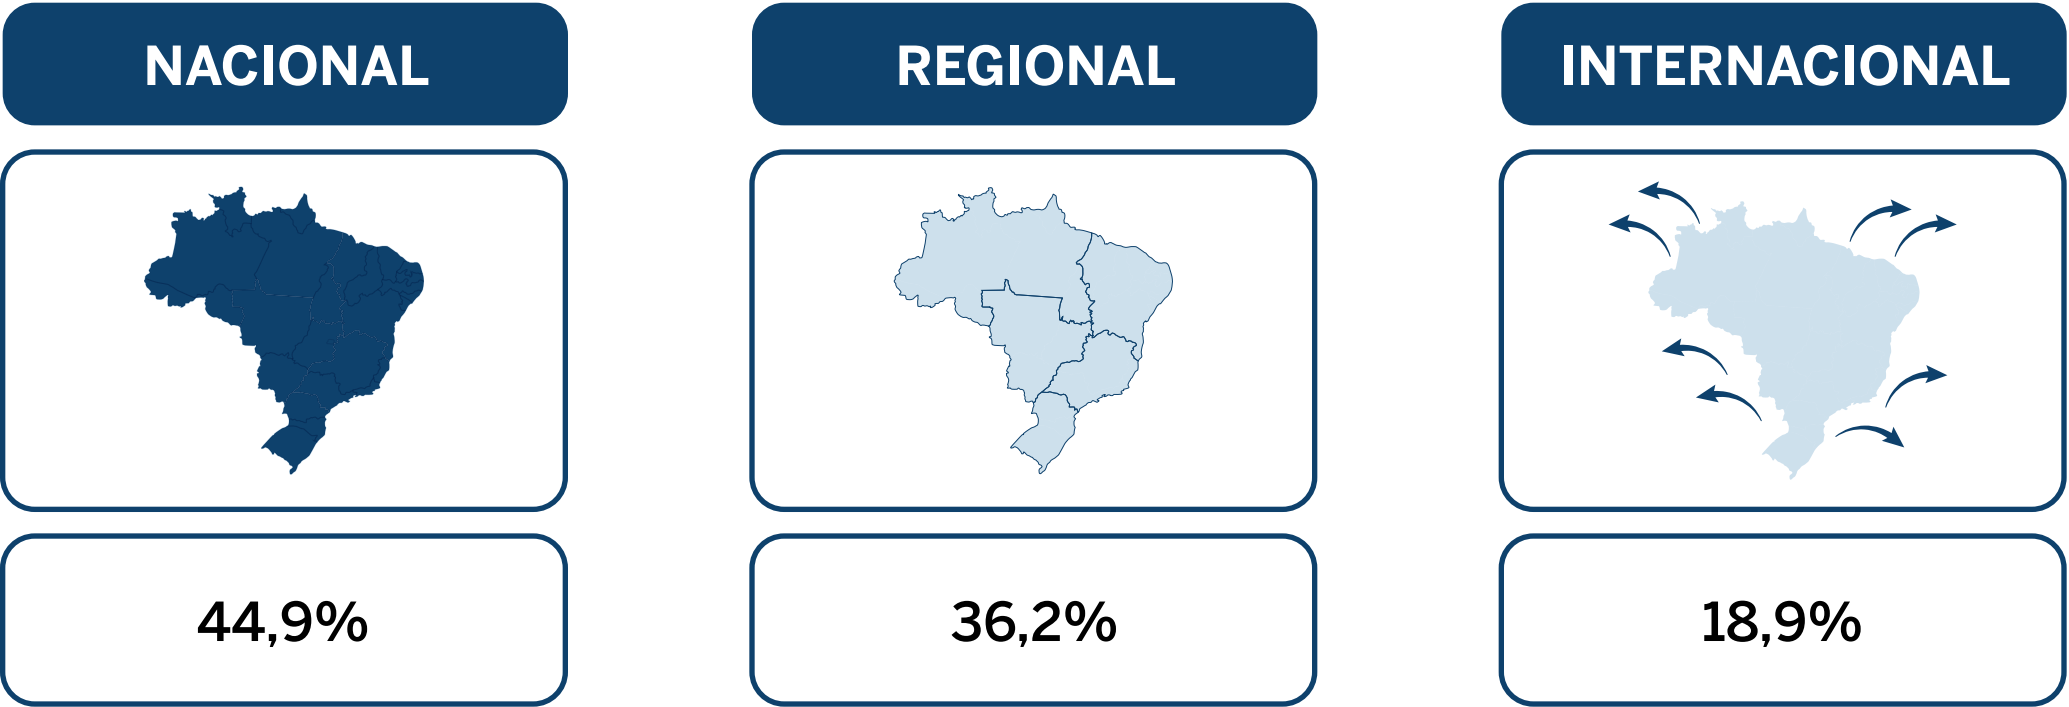 NACIONAL
REGIONAL
INTERNACIONAL
44,9%
36,2%
18,9%